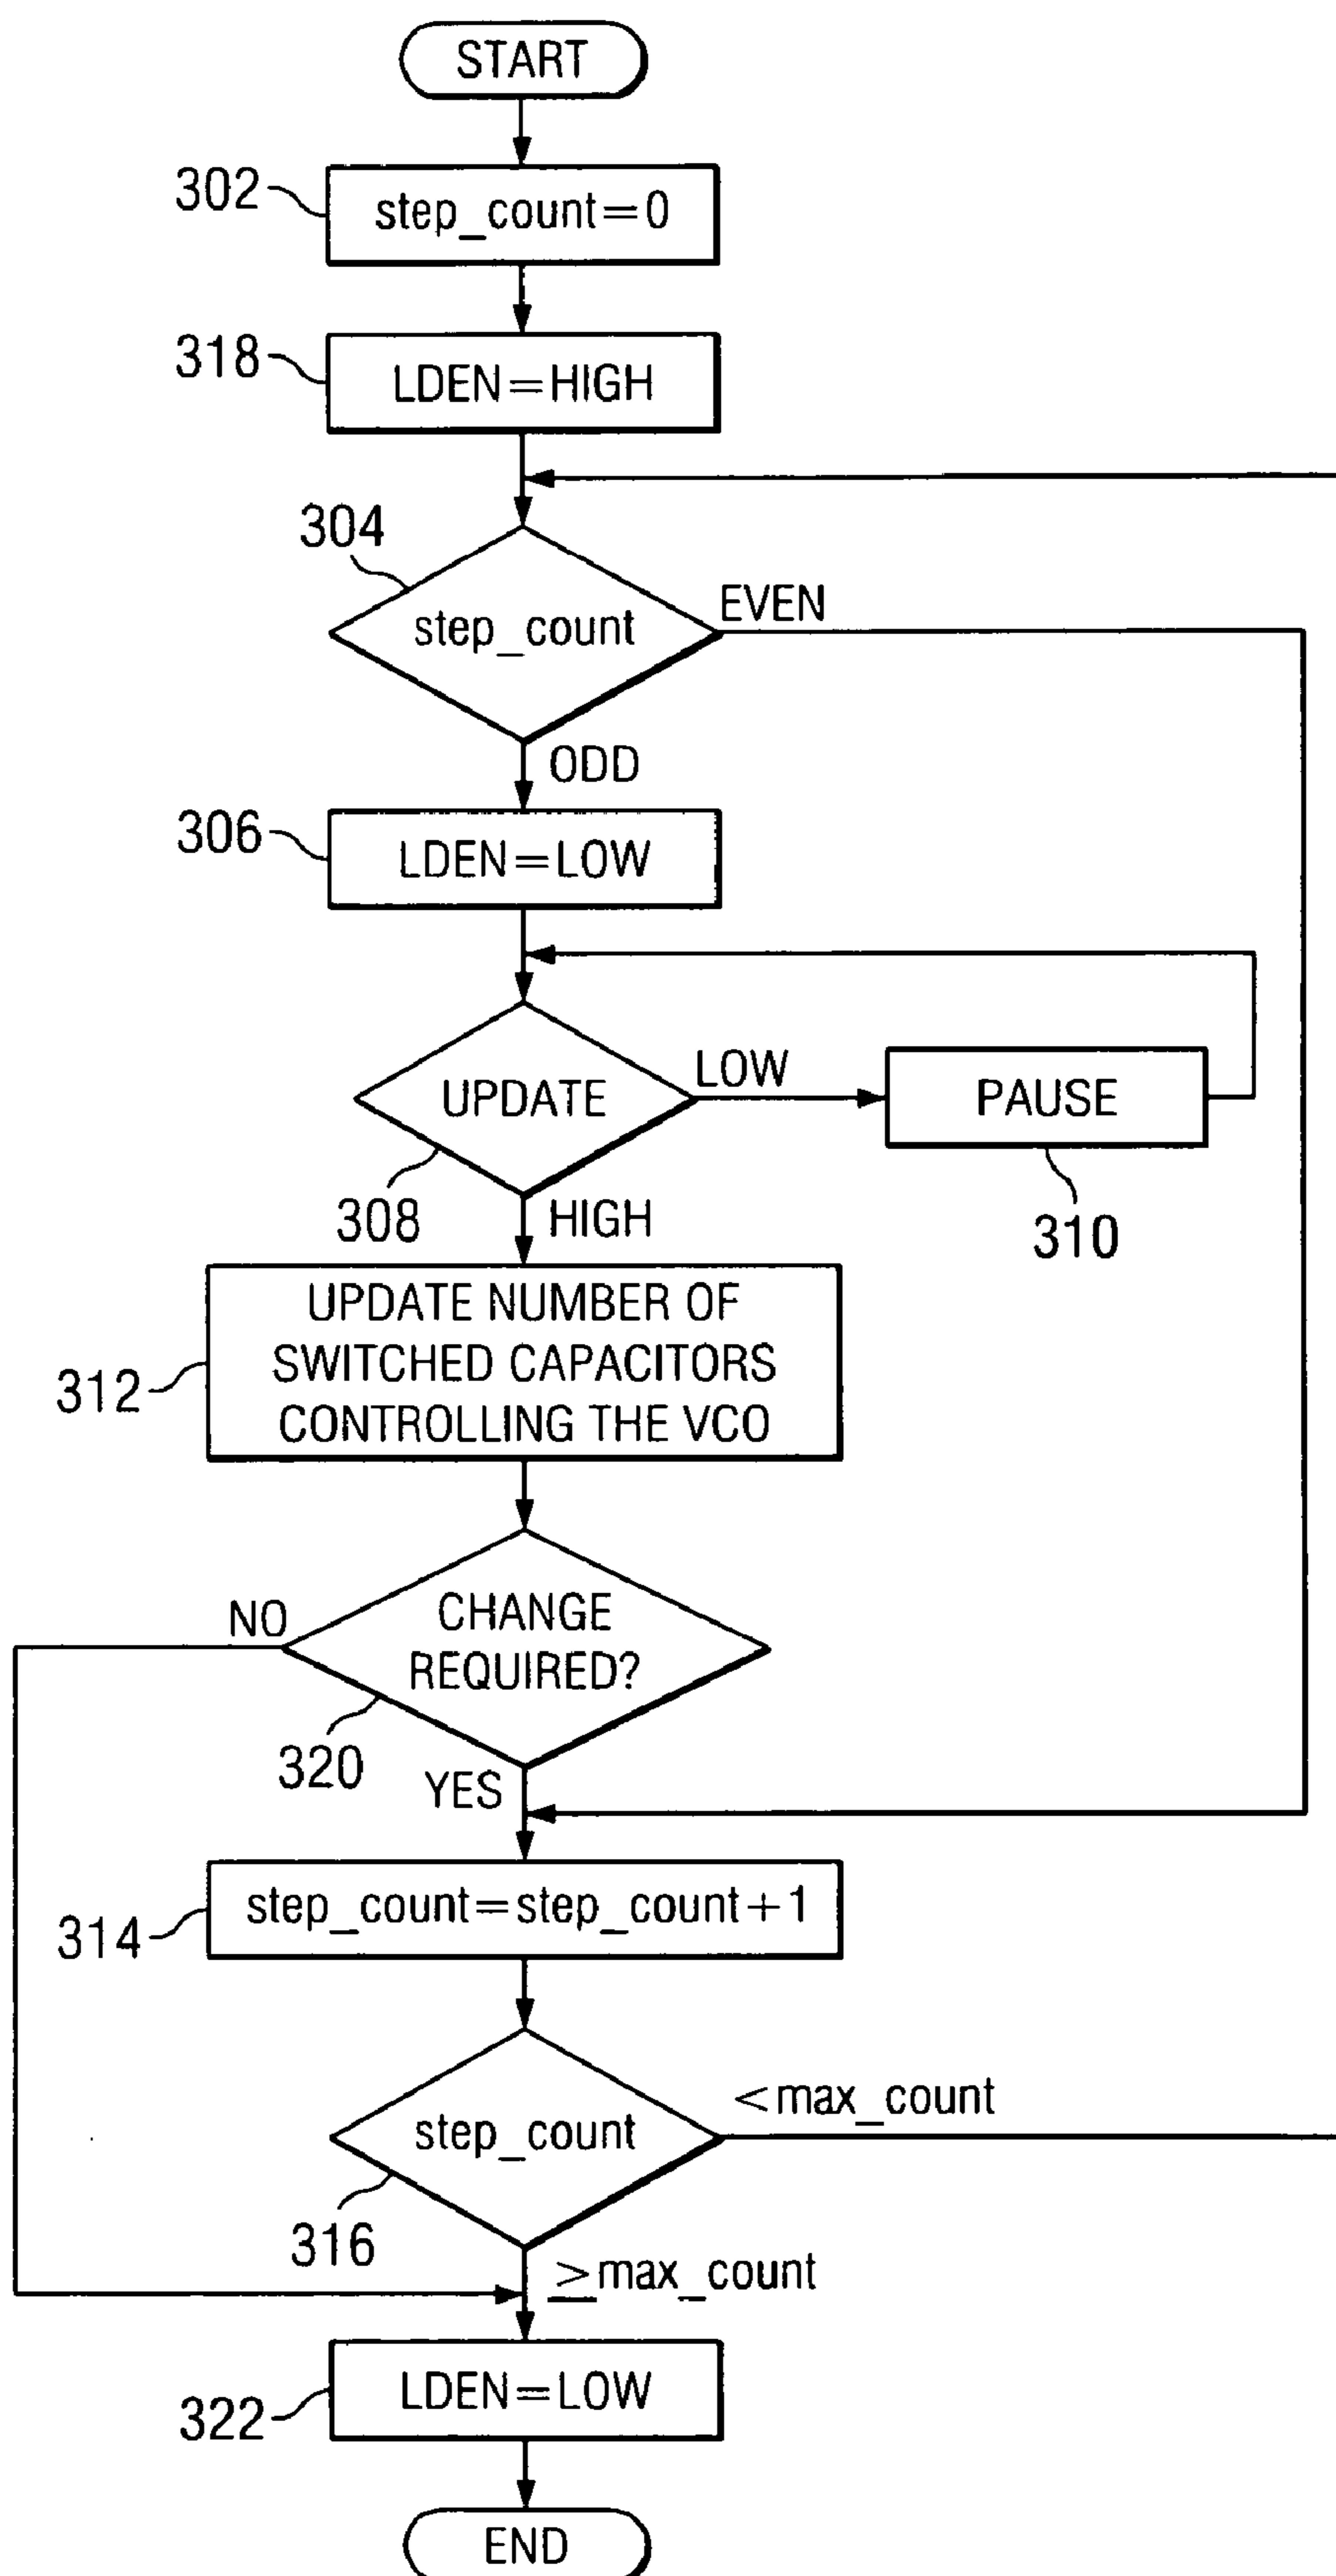 START
302
step_count=0
318
LDEN=HIGH
304
step_count
EVEN
ODD
306
LDEN=LOW
UPDATE
LOW
PAUSE
308
HIGH
310
UPDATE NUMBER OF
SWITCHED CAPACITORS
CONTROLLING THE VCO
312
NO
CHANGE
REQUIRED?
320
YES
step_count=step_count+1
314
<max_count
step_count
316
≥max_count
LDEN=LOW
322
END